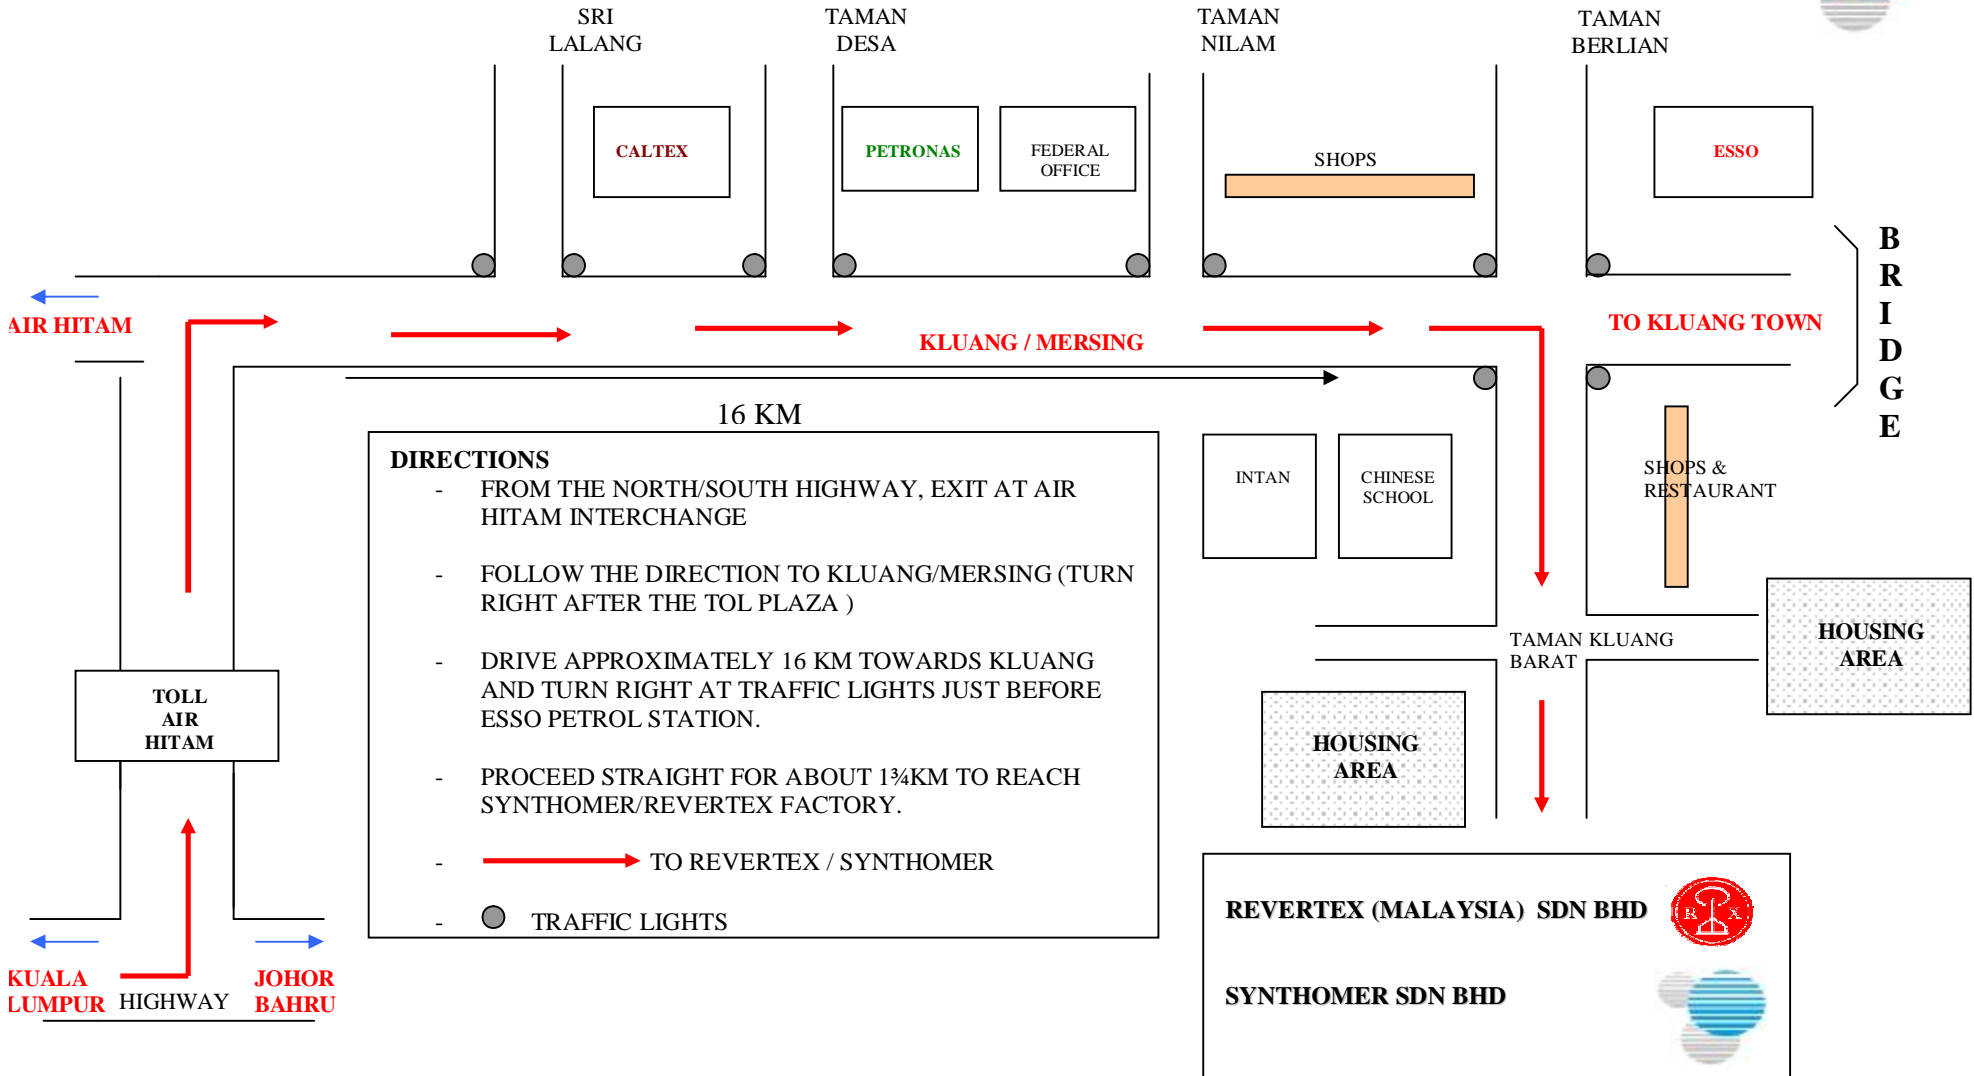 SRI
LALANG
TAMAN
DESA
TAMAN
NILAM
TAMAN
BERLIAN
CALTEX
PETRONAS
FEDERAL
OFFICE
SHOPS
ESSO
BRIDGE
AIR HITAM
KLUANG / MERSING
TO KLUANG TOWN
16 KM
DIRECTIONS
- FROM THE NORTH/SOUTH HIGHWAY, EXIT AT AIR
HITAM INTERCHANGE
- FOLLOW THE DIRECTION TO KLUANG/MERSING (TURN
RIGHT AFTER THE TOL PLAZA )
- DRIVE APPROXIMATELY 16 KM TOWARDS KLUANG
AND TURN RIGHT AT TRAFFIC LIGHTS JUST BEFORE
ESSO PETROL STATION.
- PROCEED STRAIGHT FOR ABOUT 1¾KM TO REACH
SYNTHOMER/REVERTEX FACTORY.
- TO REVERTEX / SYNTHOMER
- TRAFFIC LIGHTS
INTAN
CHINESE
SCHOOL
SHOPS &
RESTAURANT
TAMAN KLUANG
BARAT
HOUSING
AREA
HOUSING
AREA
TOLL
AIR
HITAM
KUALA
LUMPUR
HIGHWAY
JOHOR
BAHRU
REVERTEX (MALAYSIA) SDN BHD
R X
SYNTHOMER SDN BHD